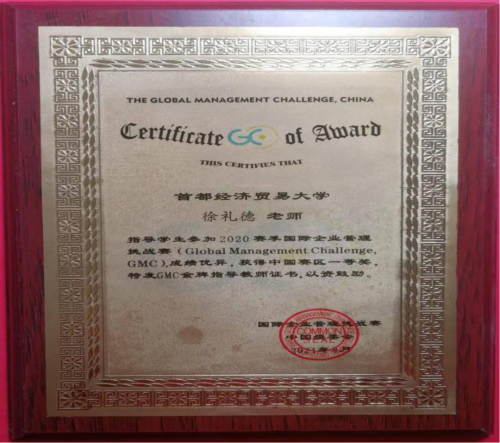 THE GLOBAL MANAGEMENT CHALLENGE, CHINA
Certificate GC of Award
THIS CERTIFIES THAT
首都经济贸易大学
徐礼德 老师
指导学生参加2020赛季国际企业管理
挑战赛(Global Management Challenge,
GMC),成绩优异,获得中国赛区一等奖,
特发GMC金牌指导教师证书,以资鼓励。
国际企业管理挑战赛
中国组委会
COMMON